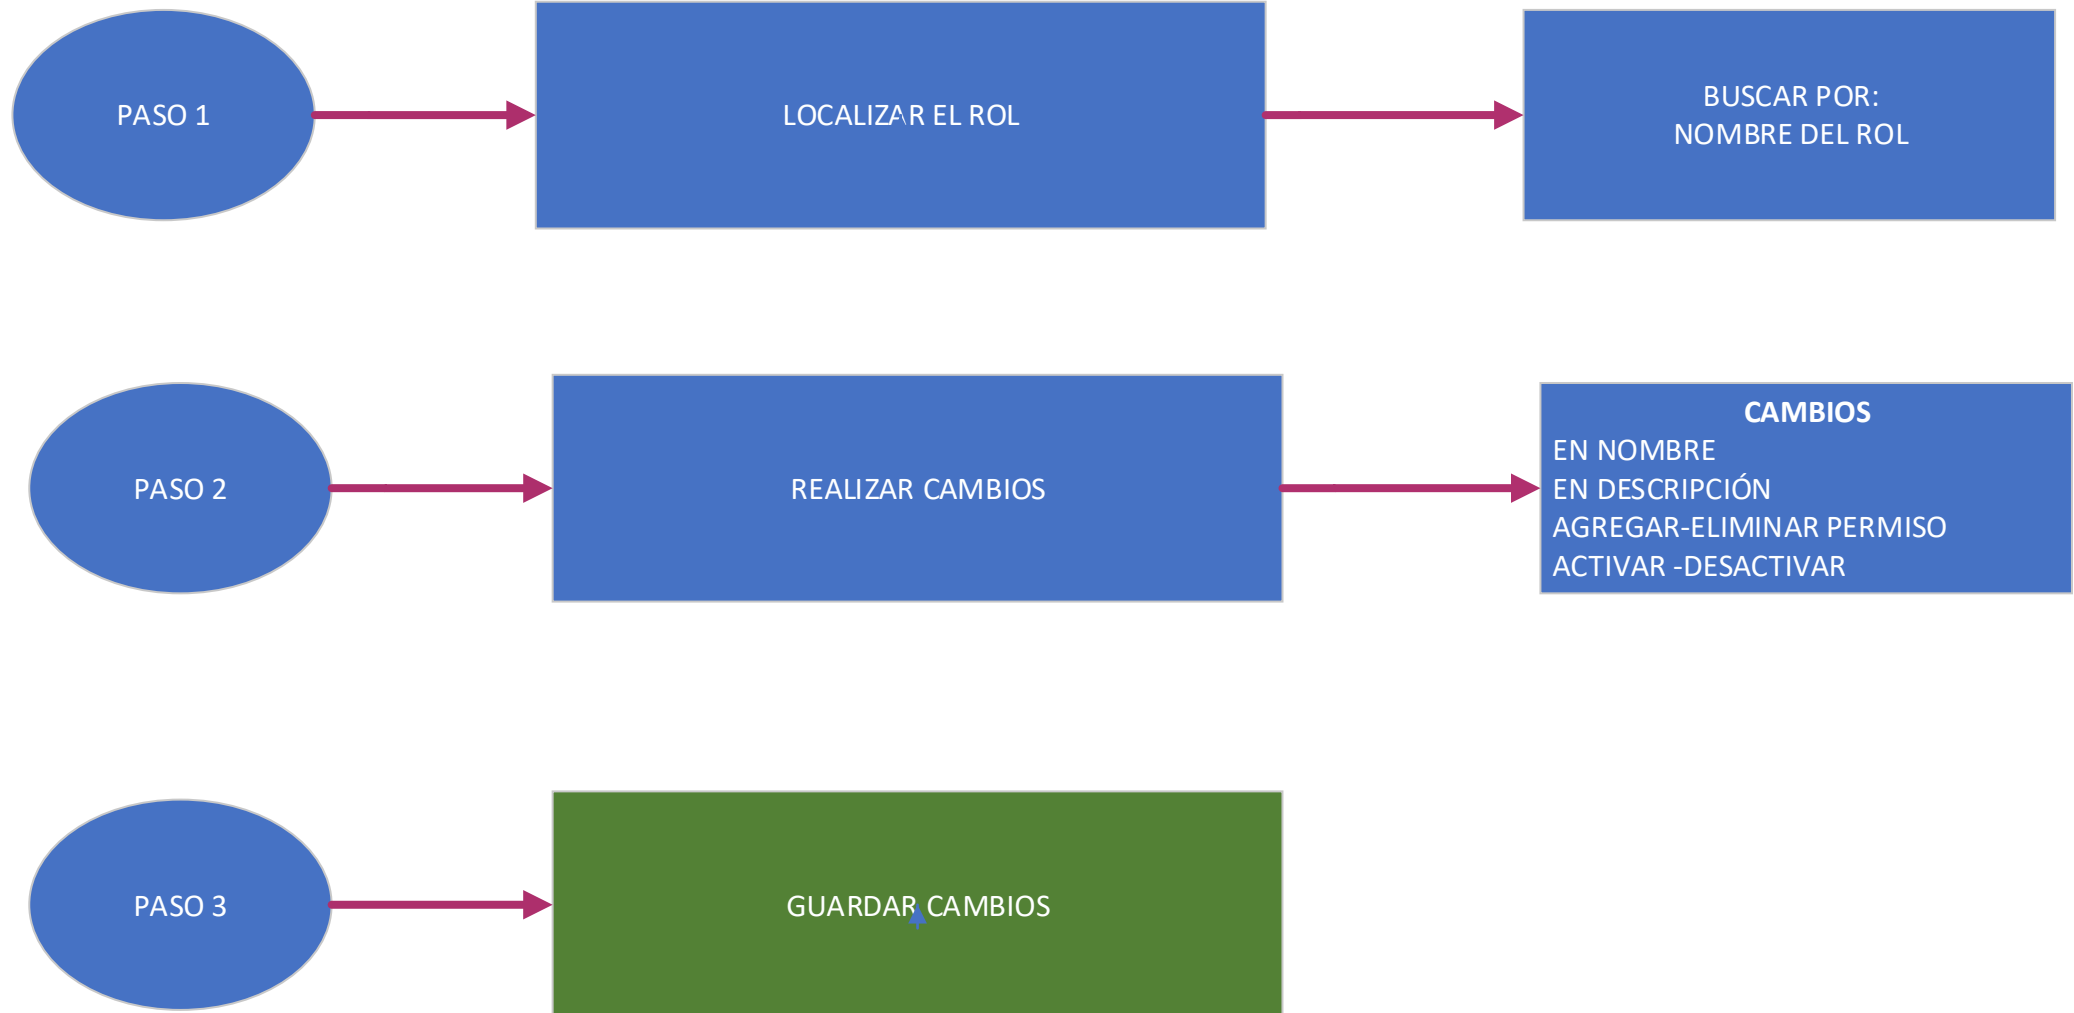 PASO 1
LOCALIZAR EL ROL
BUSCAR POR:
NOMBRE DEL ROL
PASO 2
REALIZAR CAMBIOS
CAMBIOS
EN NOMBRE
EN DESCRIPCIÓN
AGREGAR-ELIMINAR PERMISO
ACTIVAR -DESACTIVAR
PASO 3
GUARDAR CAMBIOS